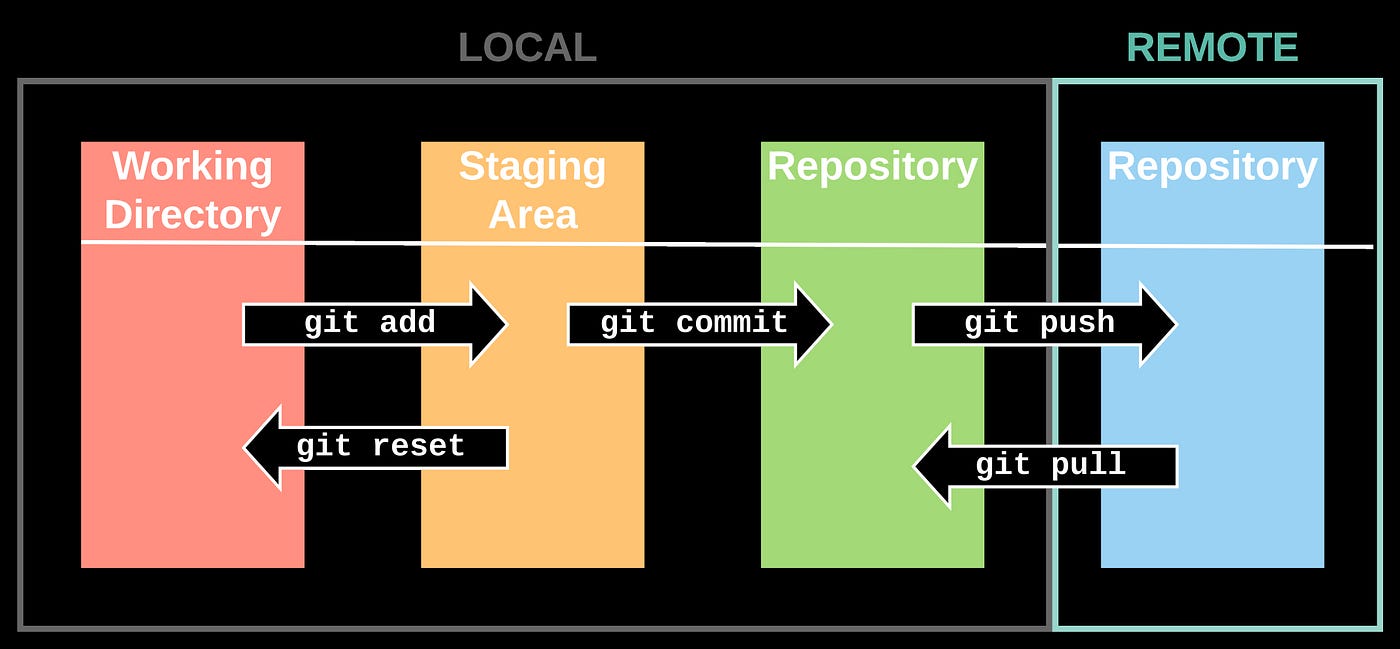 LOCAL
REMOTE
Working
Directory
Staging
Area
Repository
Repository
git add
git commit
git push
git reset
git pull